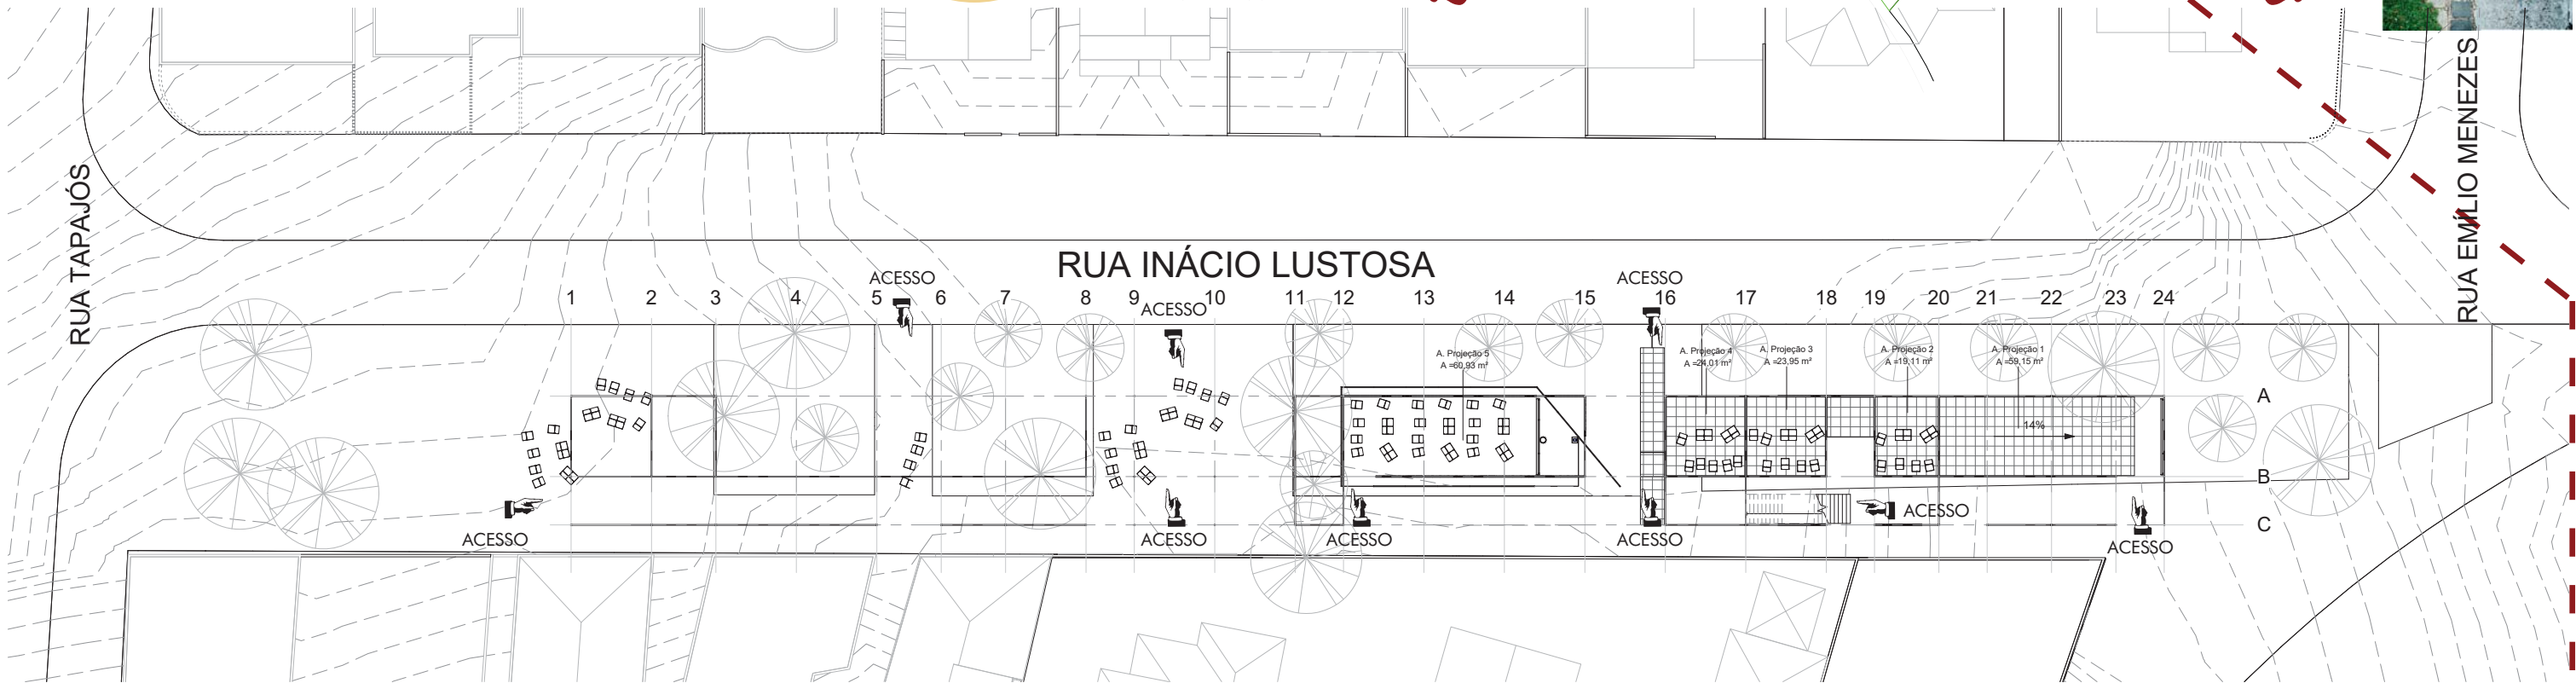 RUA TAPAJÓS
RUA EMÍLIO MENEZES
RUA INÁCIO LUSTOSA
ACESSO
ACESSO
ACESSO
1 2 3 4 5 6 7 8 9 10 11 12 13 14 15 16 17 18 19 20 21 22 23 24
A. Projeção 5
A =60,93 m²
A. Projeção 4
A =24,01 m²
A. Projeção 3
A =23,95 m²
A. Projeção 2
A =19,11 m²
A. Projeção 1
A =59,15 m²
A
14%
B
ACESSO
C
ACESSO
ACESSO
ACESSO
ACESSO
ACESSO